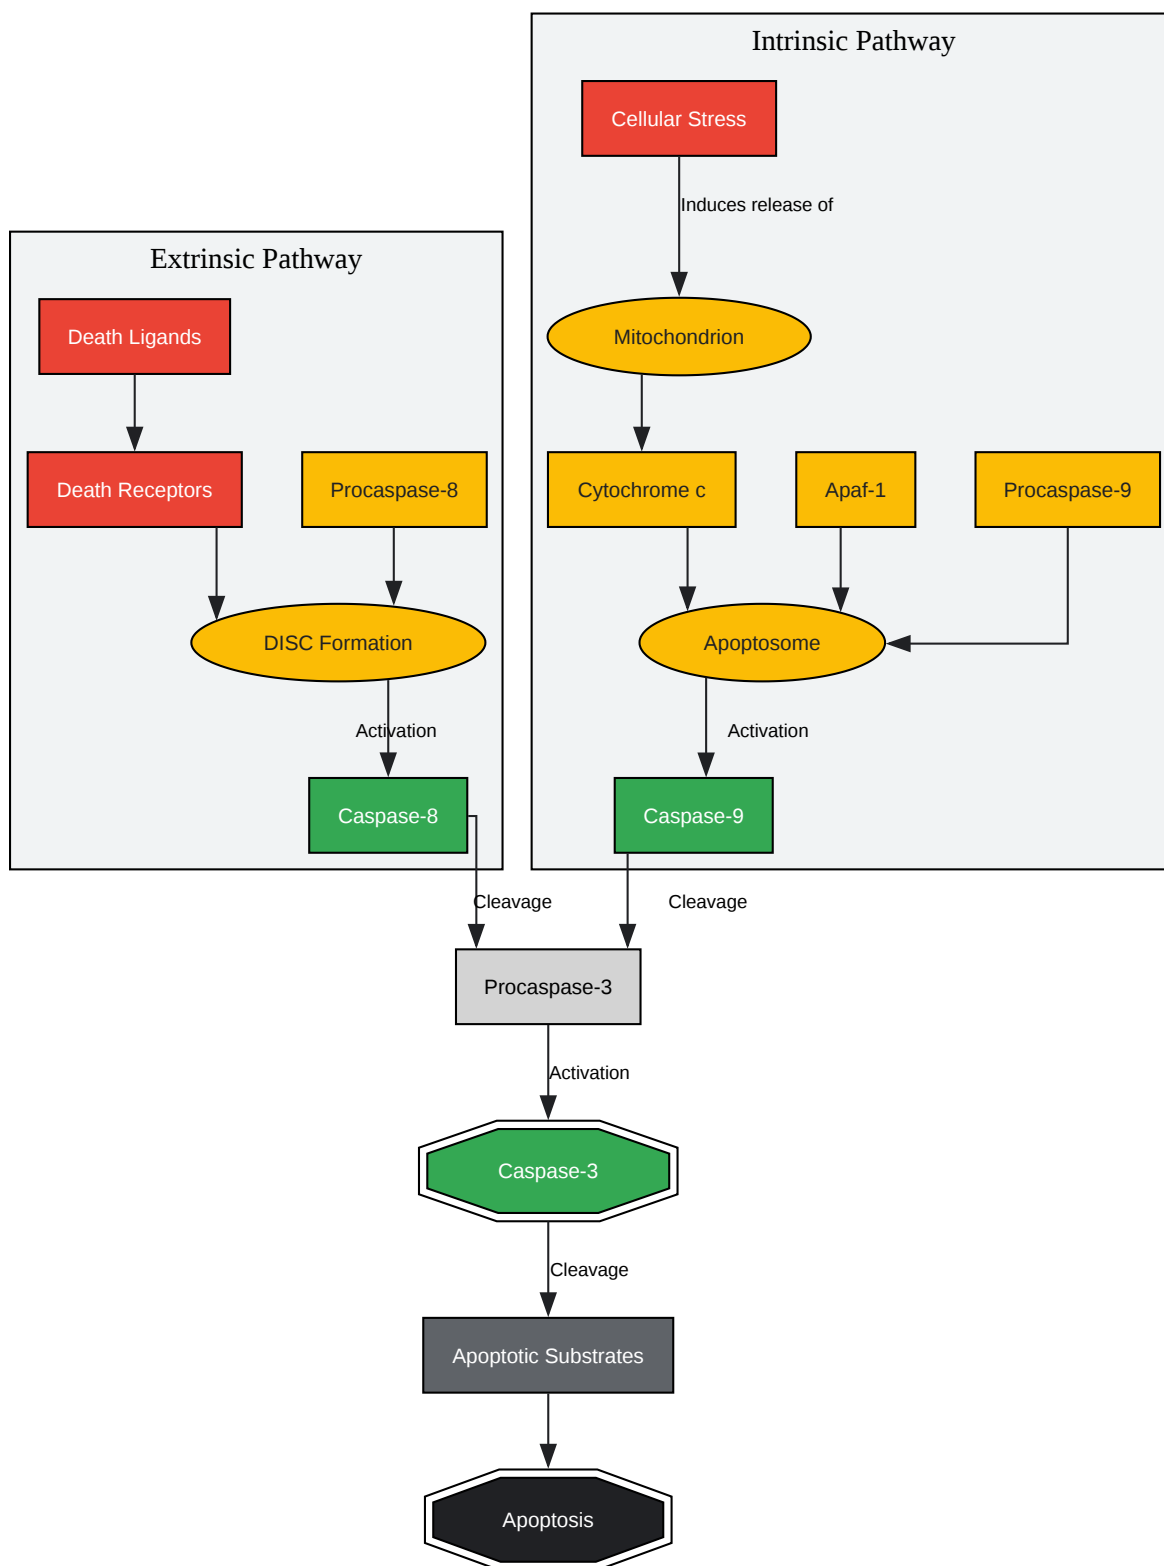 Intrinsic Pathway
Cellular Stress
Induces release of
Extrinsic Pathway
Death Ligands
Mitochondrion
Death Receptors
Procaspase-8
Cytochrome c
Apaf-1
Procaspase-9
DISC Formation
Apoptosome
Activation
Activation
Caspase-8
Caspase-9
Cleavage
Cleavage
Procaspase-3
Activation
Caspase-3
Cleavage
Apoptotic Substrates
Apoptosis